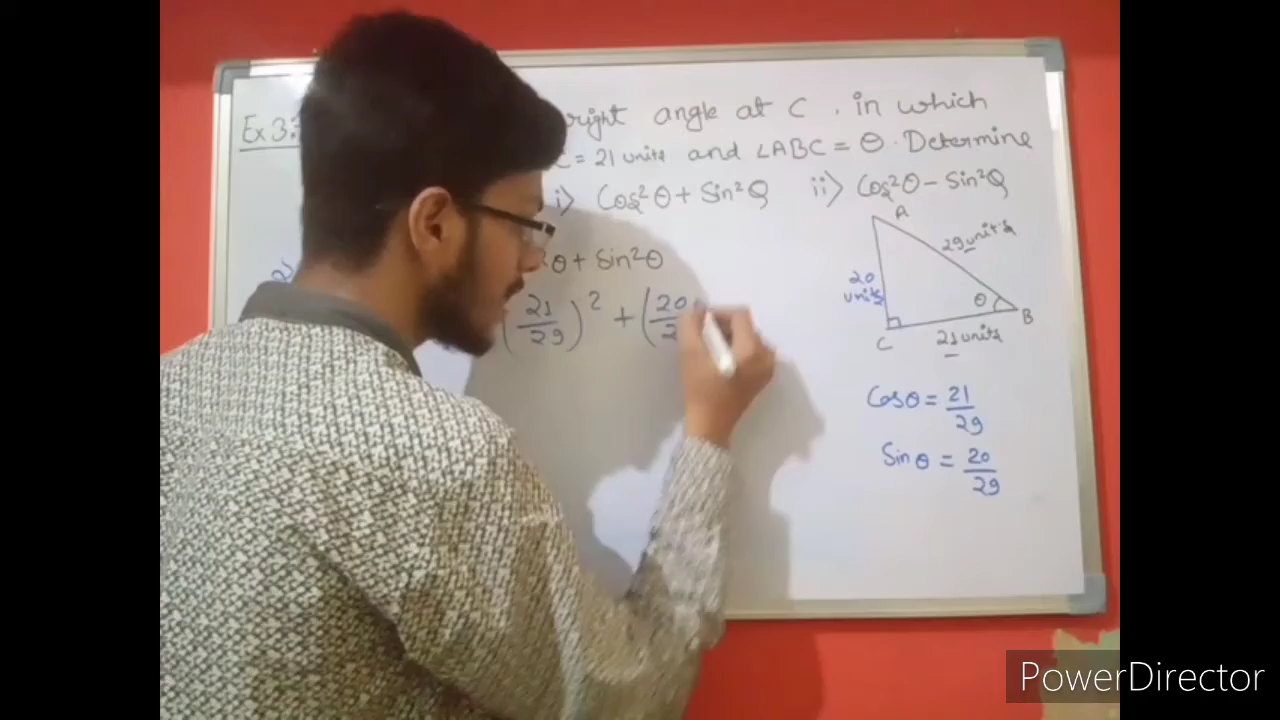 Ex 3. right angle at C . in which
C = 21 units and ∠ABC = θ . Determine
i) Cos²θ + Sin²θ ii) Cos²θ - Sin²θ
A
29 units
20 units
θ
B
C
21 units
θ + Sin²θ
(21/29)² + (20/2
Cosθ = 21/29
Sinθ = 20/29
PowerDirector